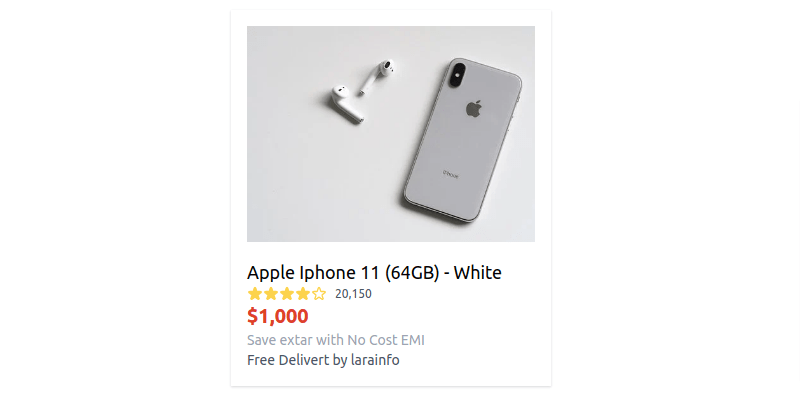 iPhone
Apple Iphone 11 (64GB) - White
20,150
$1,000
Save extar with No Cost EMI
Free Delivert by larainfo